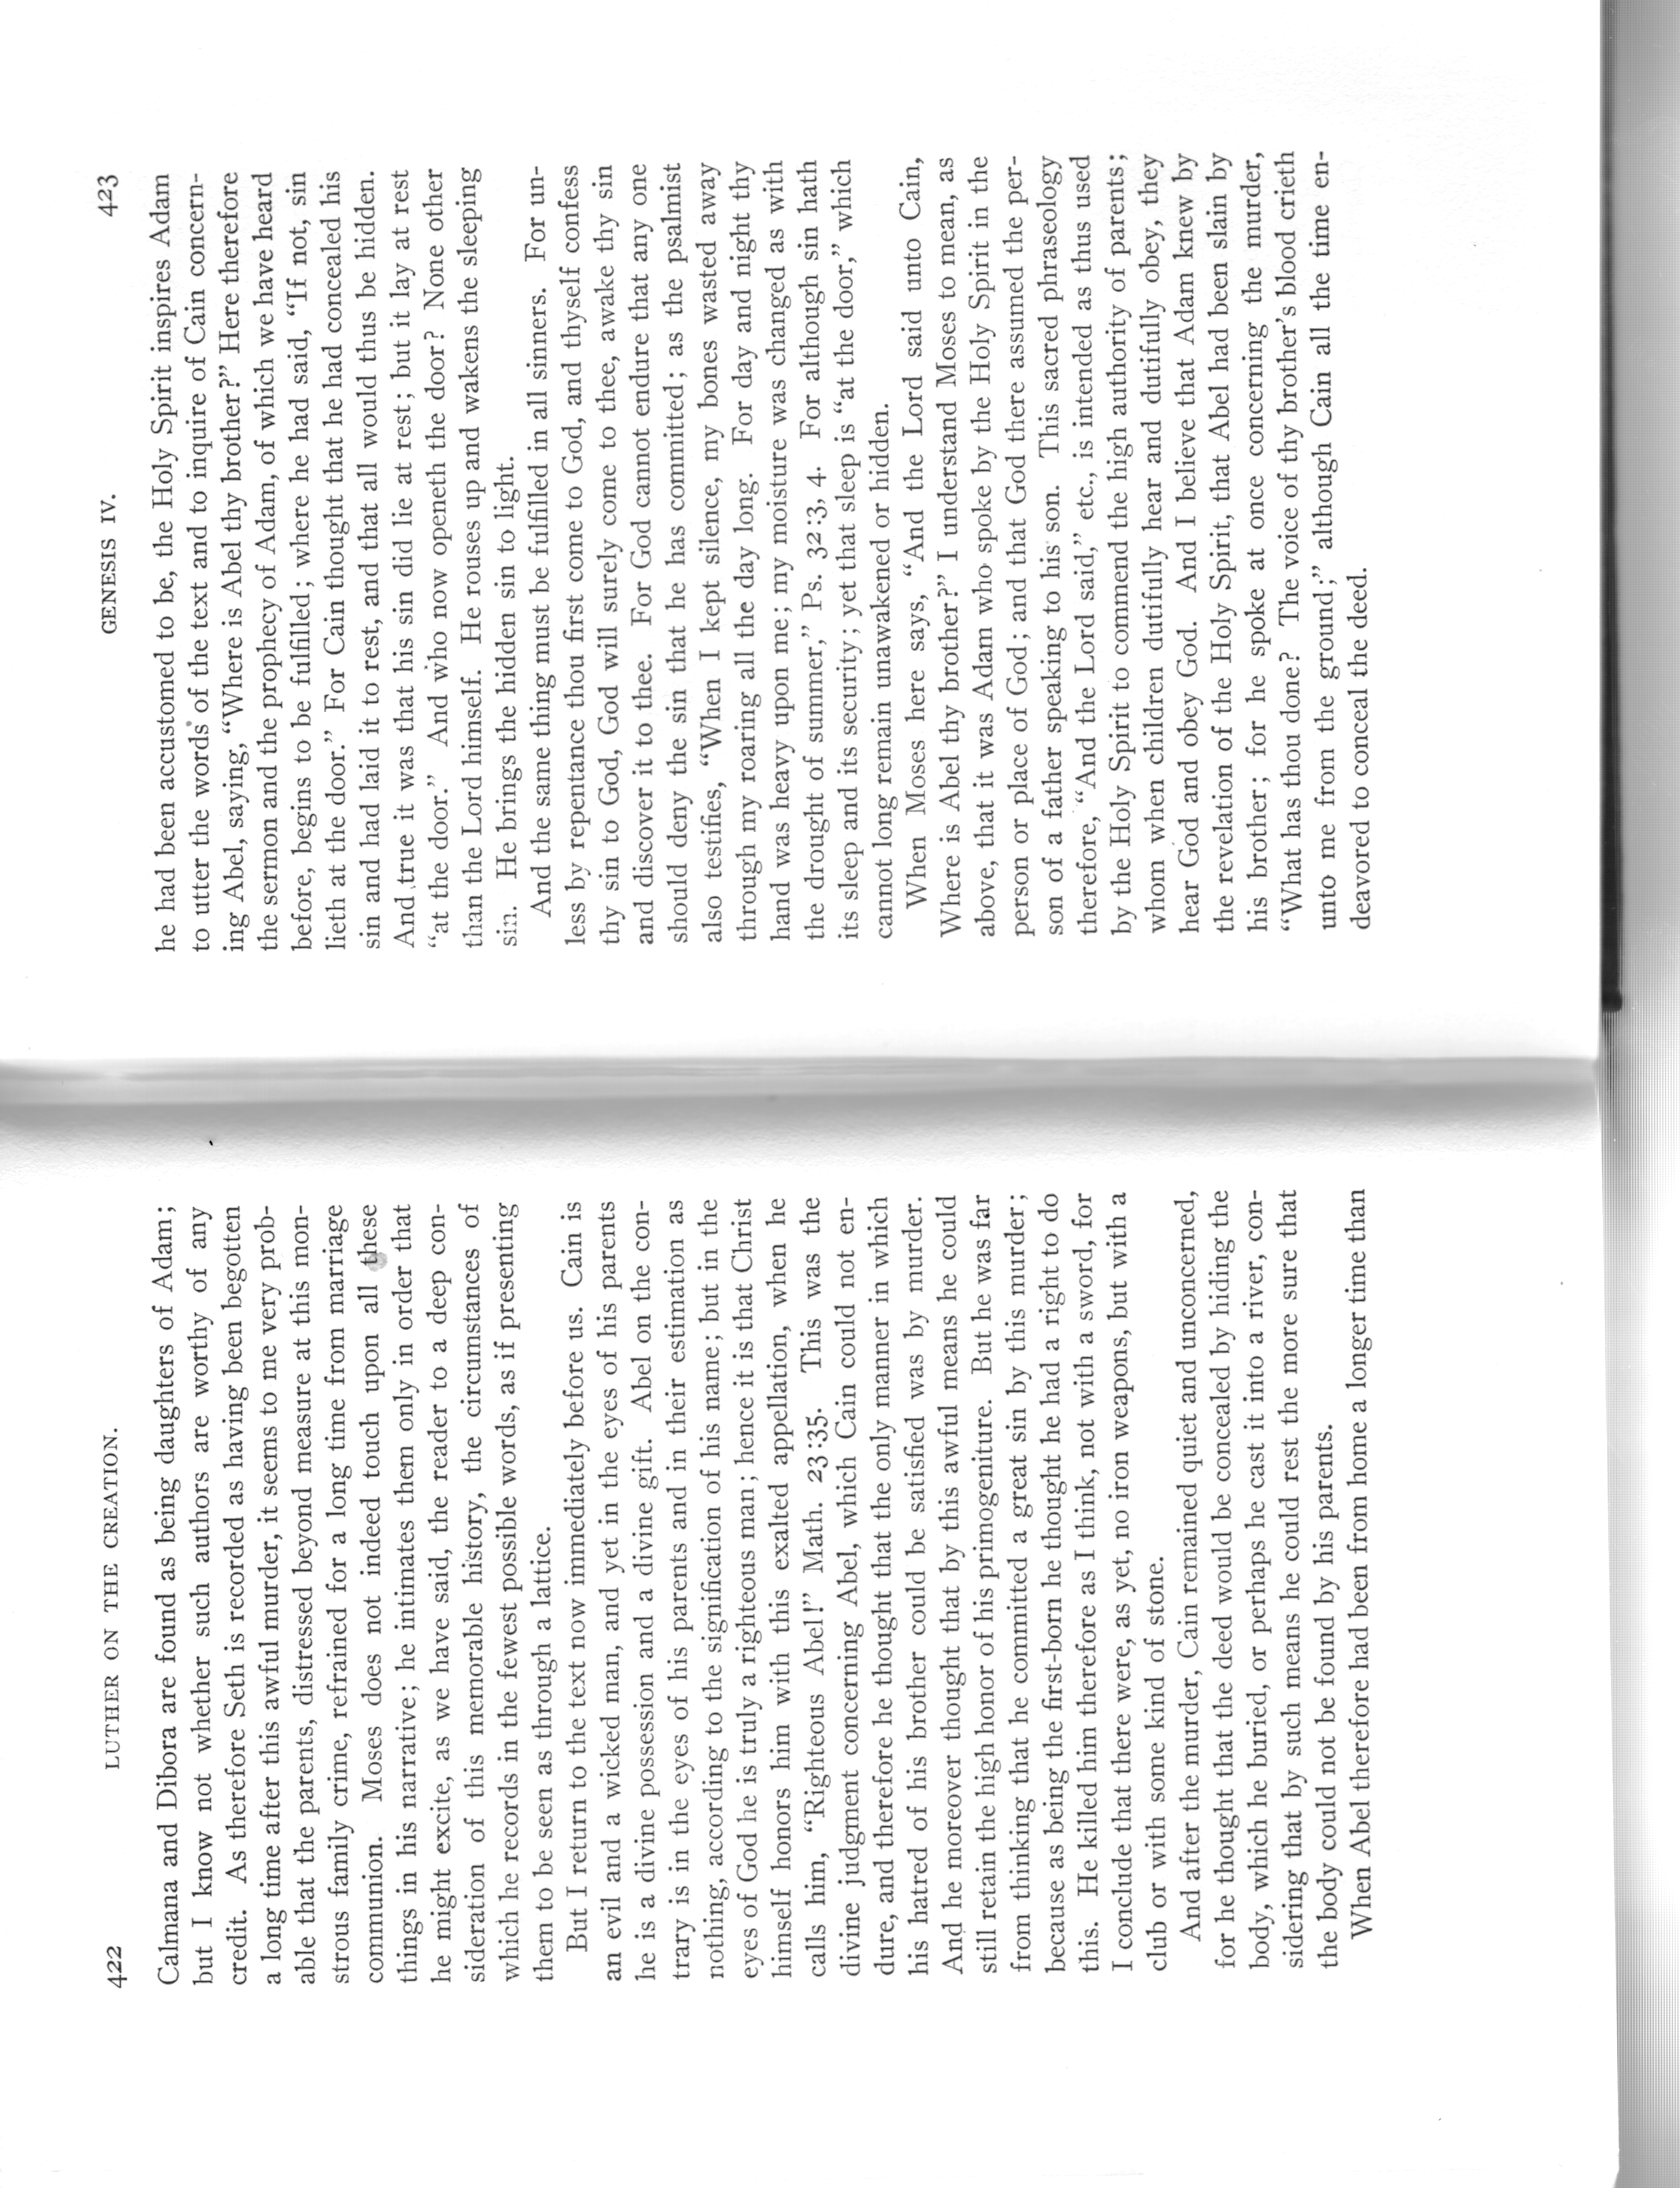 422 LUTHER ON THE CREATION.
Calmana and Dibora are found as being daughters of Adam;
but I know not whether such authors are worthy of any
credit. As therefore Seth is recorded as having been begotten
a long time after this awful murder, it seems to me very prob-
able that the parents, distressed beyond measure at this mon-
strous family crime, refrained for a long time from marriage
communion. Moses does not indeed touch upon all these
things in his narrative; he intimates them only in order that
he might excite, as we have said, the reader to a deep con-
sideration of this memorable history, the circumstances of
which he records in the fewest possible words, as if presenting
them to be seen as through a lattice.
But I return to the text now immediately before us. Cain is
an evil and a wicked man, and yet in the eyes of his parents
he is a divine possession and a divine gift. Abel on the con-
trary is in the eyes of his parents and in their estimation as
nothing, according to the signification of his name; but in the
eyes of God he is truly a righteous man; hence it is that Christ
himself honors him with this exalted appellation, when he
calls him, “Righteous Abel!” Math. 23:35. This was the
divine judgment concerning Abel, which Cain could not en-
dure, and therefore he thought that the only manner in which
his hatred of his brother could be satisfied was by murder.
And he moreover thought that by this awful means he could
still retain the high honor of his primogeniture. But he was far
from thinking that he committed a great sin by this murder;
because as being the first-born he thought he had a right to do
this. He killed him therefore as I think, not with a sword, for
I conclude that there were, as yet, no iron weapons, but with a
club or with some kind of stone.
And after the murder, Cain remained quiet and unconcerned,
for he thought that the deed would be concealed by hiding the
body, which he buried, or perhaps he cast it into a river, con-
sidering that by such means he could rest the more sure that
the body could not be found by his parents.
When Abel therefore had been from home a longer time than
GENESIS IV. 423
he had been accustomed to be, the Holy Spirit inspires Adam
to utter the words of the text and to inquire of Cain concern-
ing Abel, saying, “Where is Abel thy brother?” Here therefore
the sermon and the prophecy of Adam, of which we have heard
before, begins to be fulfilled; where he had said, “If not, sin
lieth at the door.” For Cain thought that he had concealed his
sin and had laid it to rest, and that all would thus be hidden.
And true it was that his sin did lie at rest; but it lay at rest
“at the door.” And who now openeth the door? None other
than the Lord himself. He rouses up and wakens the sleeping
sin. He brings the hidden sin to light.
And the same thing must be fulfilled in all sinners. For un-
less by repentance thou first come to God, and thyself confess
thy sin to God, God will surely come to thee, awake thy sin
and discover it to thee. For God cannot endure that any one
should deny the sin that he has committed; as the psalmist
also testifies, “When I kept silence, my bones wasted away
through my roaring all the day long. For day and night thy
hand was heavy upon me; my moisture was changed as with
the drought of summer,” Ps. 32:3, 4. For although sin hath
its sleep and its security; yet that sleep is “at the door,” which
cannot long remain unawakened or hidden.
When Moses here says, “And the Lord said unto Cain,
Where is Abel thy brother?” I understand Moses to mean, as
above, that it was Adam who spoke by the Holy Spirit in the
person or place of God; and that God there assumed the per-
son of a father speaking to his son. This sacred phraseology
therefore, “And the Lord said,” etc., is intended as thus used
by the Holy Spirit to commend the high authority of parents;
whom when children dutifully hear and dutifully obey, they
hear God and obey God. And I believe that Adam knew by
the revelation of the Holy Spirit, that Abel had been slain by
his brother; for he spoke at once concerning the murder,
“What has thou done? The voice of thy brother’s blood crieth
unto me from the ground;” although Cain all the time en-
deavored to conceal the deed.